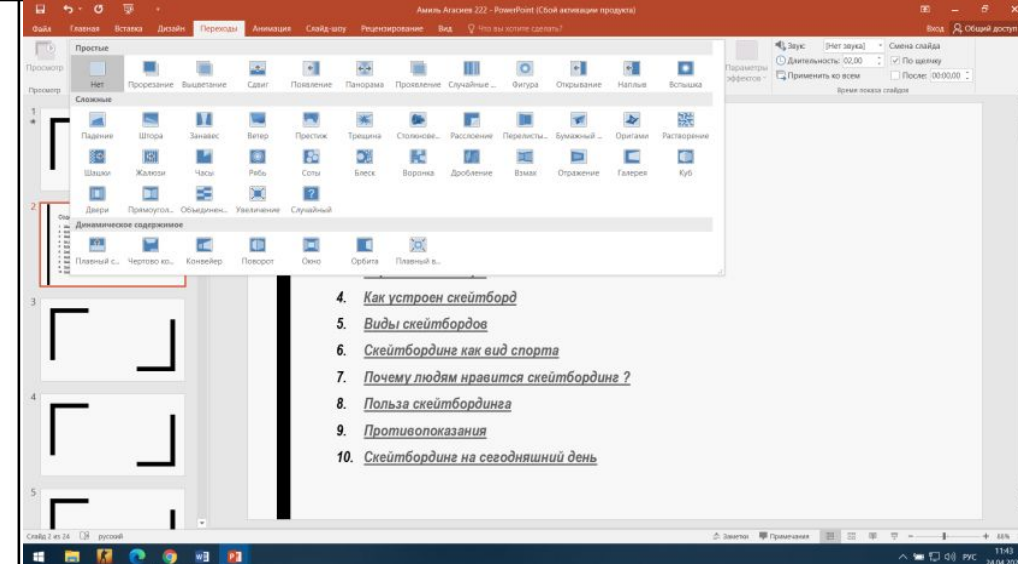 Амиль Агасиев 222 - PowerPoint (Сбой активации продукта)
Файл Главная Вставка Дизайн Переходы Анимация Слайд-шоу Рецензирование Вид Что вы хотите сделать? Вход Общий доступ
Просмотр
Просмотр
Простые
Нет Прорезание Выцветание Сдвиг Появление Панорама Проявление Случайные ... Фигура Открывание Наплыв Вспышка
Сложные
Падение Штора Занавес Ветер Престиж Трещина Столкнове... Расслоение Перелисты... Бумажный ... Оригами Растворение
Шашки Жалюзи Часы Рябь Соты Блеск Воронка Дробление Взмах Отражение Галерея Куб
Двери Прямоугол... Объединен... Увеличение Случайный
Динамическое содержимое
Плавный с... Чертово ко... Конвейер Поворот Окно Орбита Плавный в...
Параметры эффектов
Звук: [Нет звука] Смена слайда
Длительность: 02,00 По щелчку
Применить ко всем После: 00:00,00
Время показа слайдов
1
2
3
4
5
4. Как устроен скейтборд
5. Виды скейтбордов
6. Скейтбординг как вид спорта
7. Почему людям нравится скейтбординг ?
8. Польза скейтбординга
9. Противопоказания
10. Скейтбординг на сегодняшний день
Слайд 2 из 24 русский Заметки Примечания 88%
РУС 11:43